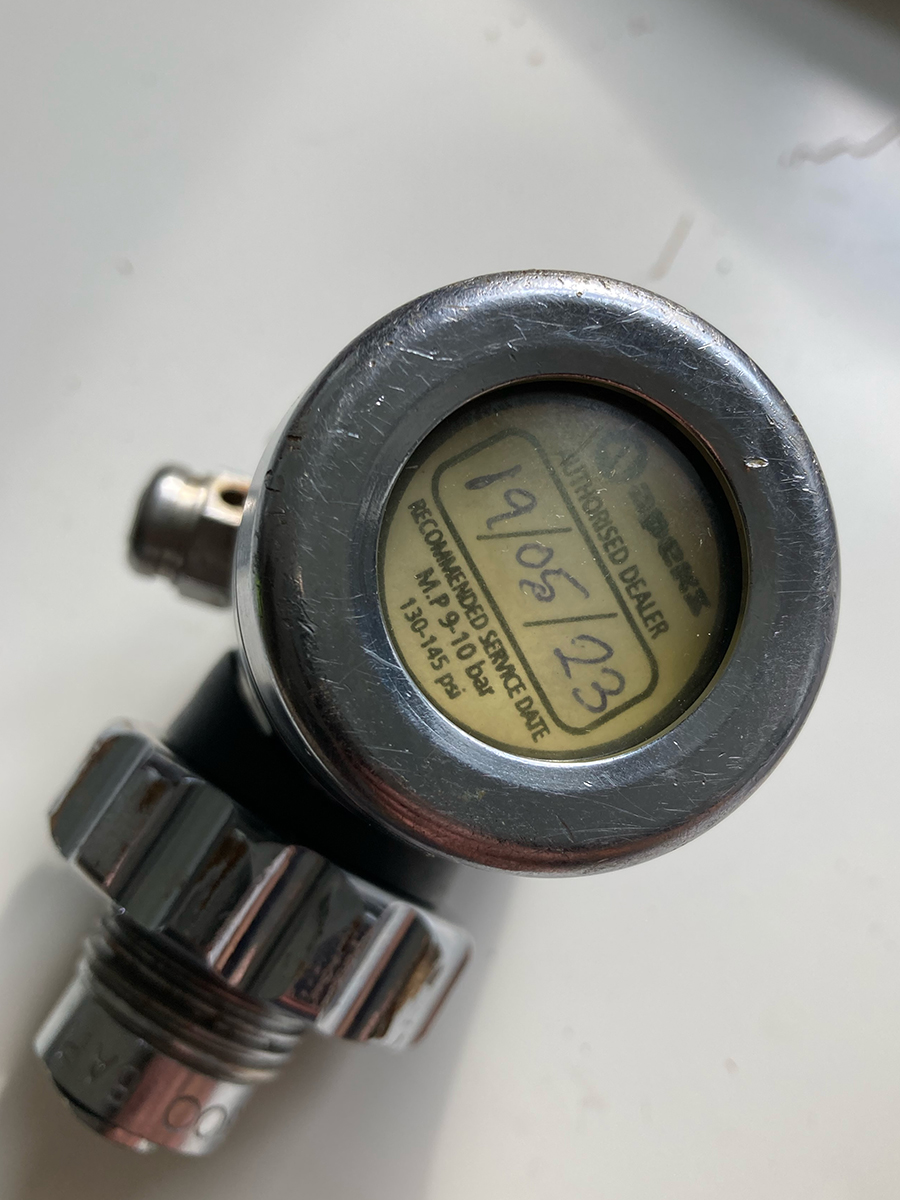 apeks
AUTHORISED DEALER
19/05/23
RECOMMENDED SERVICE DATE
M.P 9-10 bar
130-145 psi